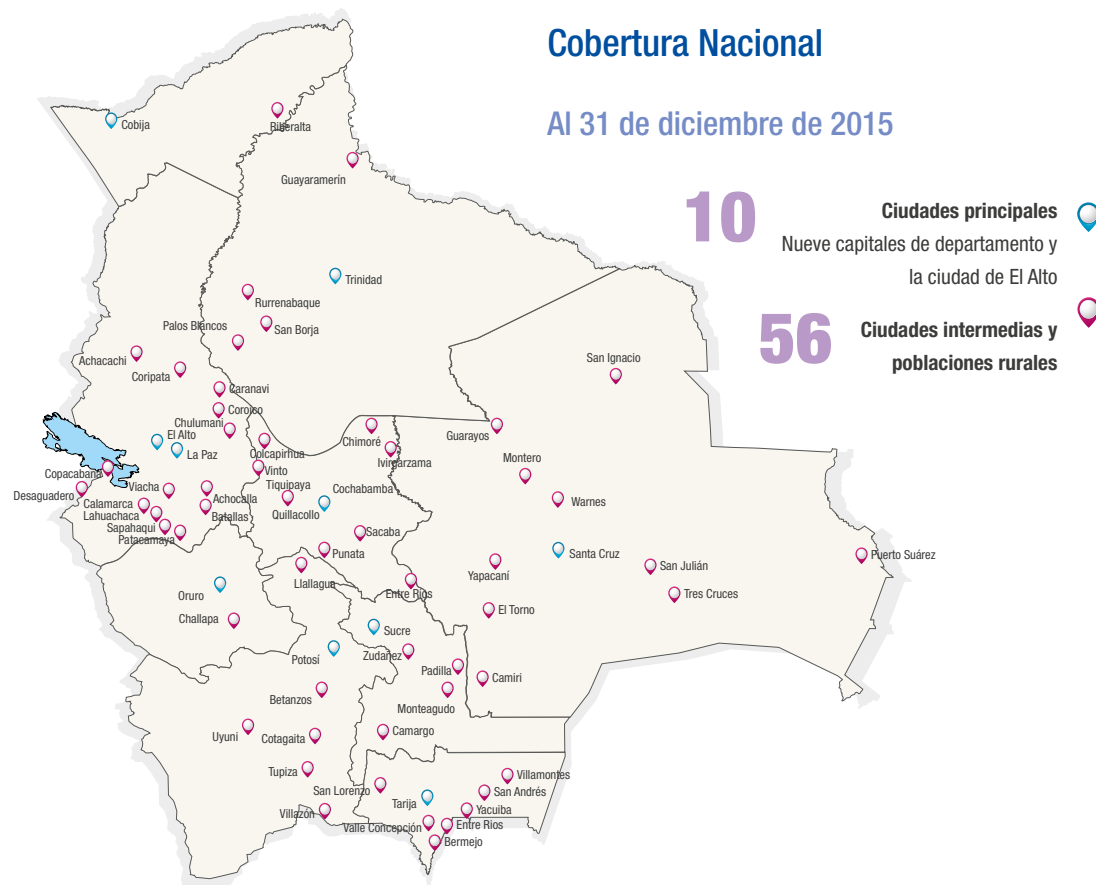 Cobertura Nacional
Al 31 de diciembre de 2015
10
Ciudades principales
Nueve capitales de departamento y
la ciudad de El Alto
56
Ciudades intermedias y
poblaciones rurales
Cobija
Riberalta
Guayaramerín
Trinidad
Rurrenabaque
San Borja
Palos Blancos
Achacachi
Coripata
San Ignacio
Caranavi
Coroico
Chulumani
El Alto
La Paz
Colcapirhua
Chimoré
Guarayos
Ivirgarzama
Montero
Copacabana
Vinto
Desaguadero
Viacha
Tiquipaya
Cochabamba
Calamarca
Achocalla
Quillacollo
Warnes
Lahuachaca
Batallas
Sapahaqui
Patacamaya
Sacaba
Punata
Santa Cruz
Puerto Suárez
Llallagua
Yapacaní
San Julián
Oruro
Entre Rios
Tres Cruces
Challapa
El Torno
Sucre
Potosí
Zudañez
Padilla
Camiri
Betanzos
Monteagudo
Uyuni
Cotagaita
Camargo
Tupiza
Villamontes
San Lorenzo
San Andrés
Tarija
Villazón
Yacuiba
Valle Concepción
Entre Rios
Bermejo